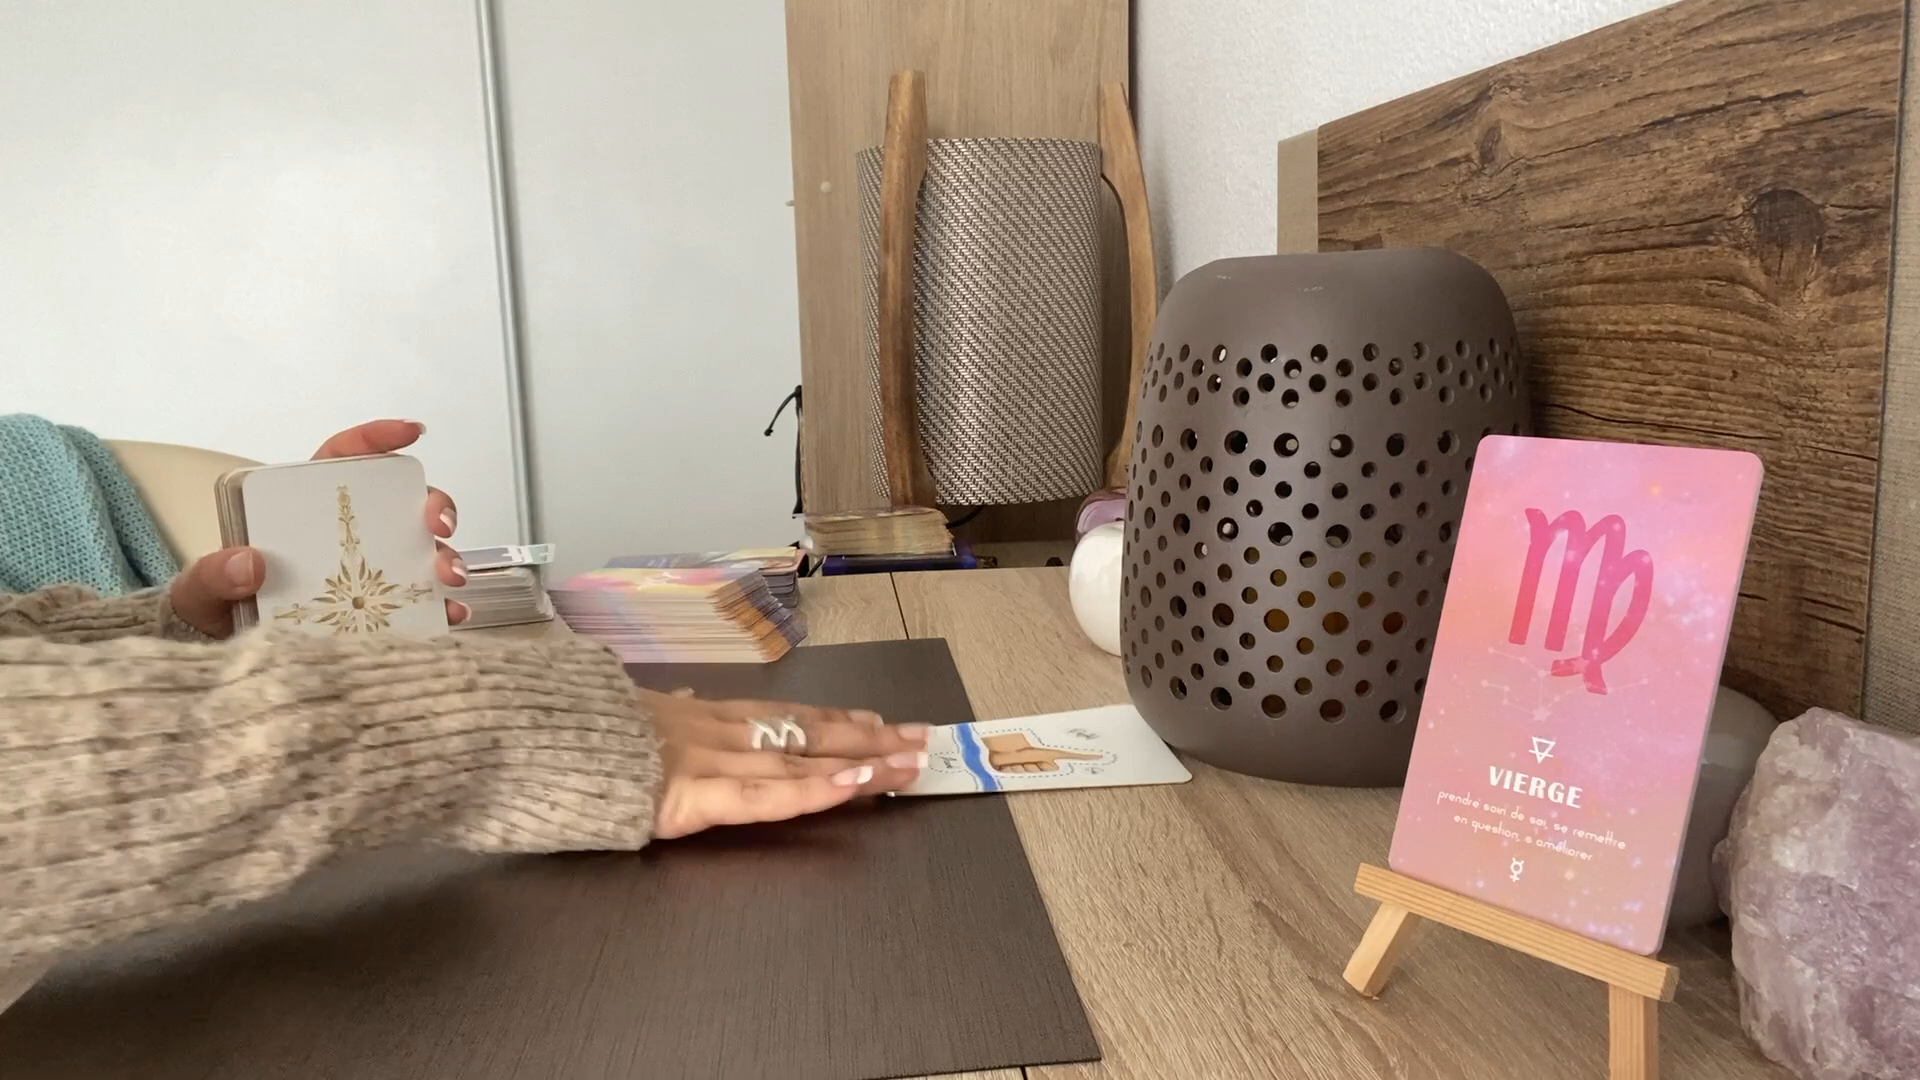 VIERGE
prendre soin de soi, se remettre
en question, s'améliorer